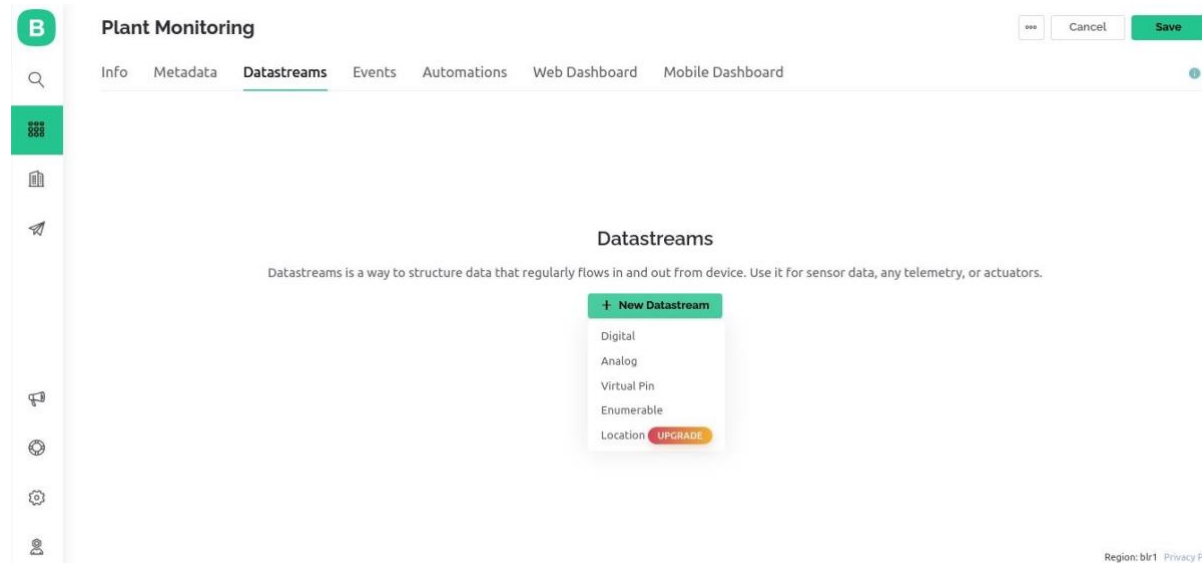 B
Plant Monitoring
Cancel
Save
Info Metadata Datastreams Events Automations Web Dashboard Mobile Dashboard
Datastreams
Datastreams is a way to structure data that regularly flows in and out from device. Use it for sensor data, any telemetry, or actuators.
+ New Datastream
Digital
Analog
Virtual Pin
Enumerable
Location UPGRADE
Region: blr1 Privacy P